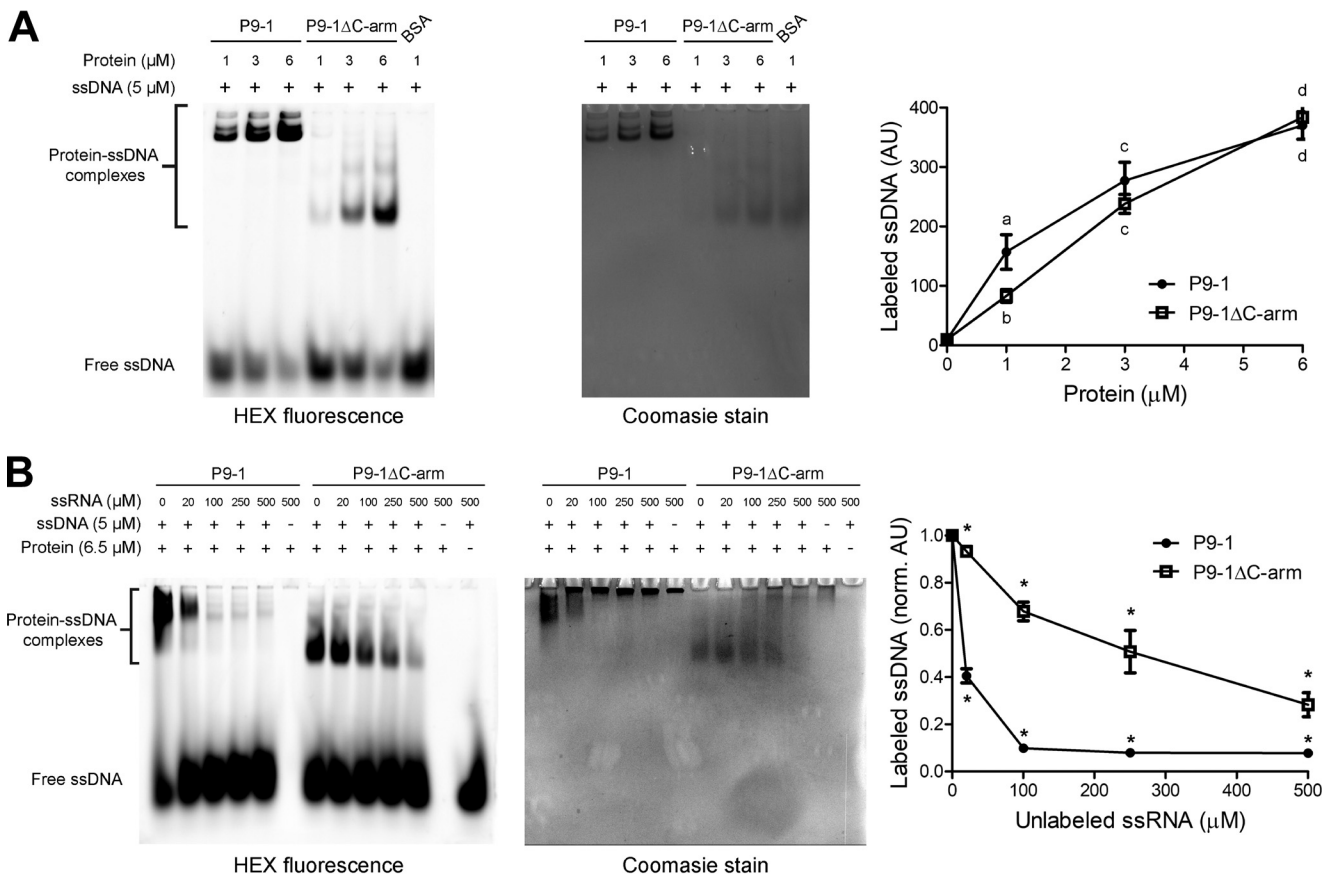 A
P9-1 P9-1ΔC-arm BSA
Protein (µM) 1 3 6 1 3 6 1
ssDNA (5 µM) + + + + + + +
Protein-ssDNA
complexes
Free ssDNA
HEX fluorescence
P9-1 P9-1ΔC-arm BSA
1 3 6 1 3 6 1
+ + + + + + +
Coomasie stain
Labeled ssDNA (AU)
400
300
200
100
0
a
b
c
c
d
d
P9-1
P9-1ΔC-arm
0 1 2 3 4 5 6
Protein (µM)
B
P9-1 P9-1ΔC-arm
ssRNA (µM) 0 20 100 250 500 500 0 20 100 250 500 500 500
ssDNA (5 µM) + + + + + - + + + + + - +
Protein (6.5 µM) + + + + + + + + + + + + -
Protein-ssDNA
complexes
Free ssDNA
HEX fluorescence
P9-1 P9-1ΔC-arm
0 20 100 250 500 500 0 20 100 250 500 500 500
+ + + + + - + + + + + - +
+ + + + + + + + + + + + -
Coomasie stain
Labeled ssDNA (norm. AU)
1.0
0.8
0.6
0.4
0.2
0.0
* * * *
* * * *
P9-1
P9-1ΔC-arm
0 100 200 300 400 500
Unlabeled ssRNA (µM)